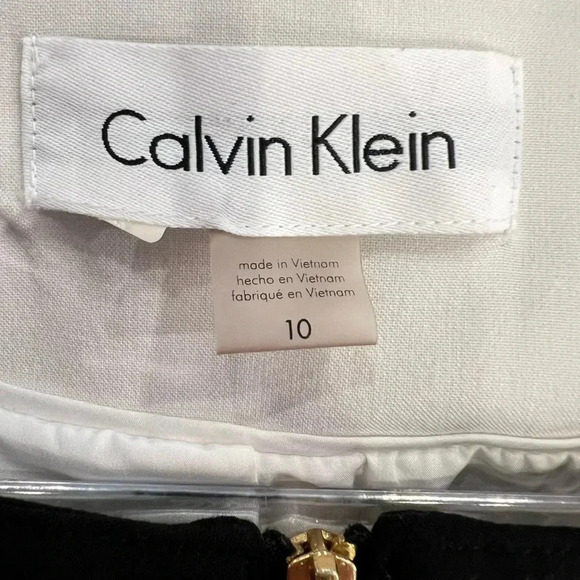 Calvin Klein
made in Vietnam
hecho en Vietnam
fabriqué en Vietnam
10